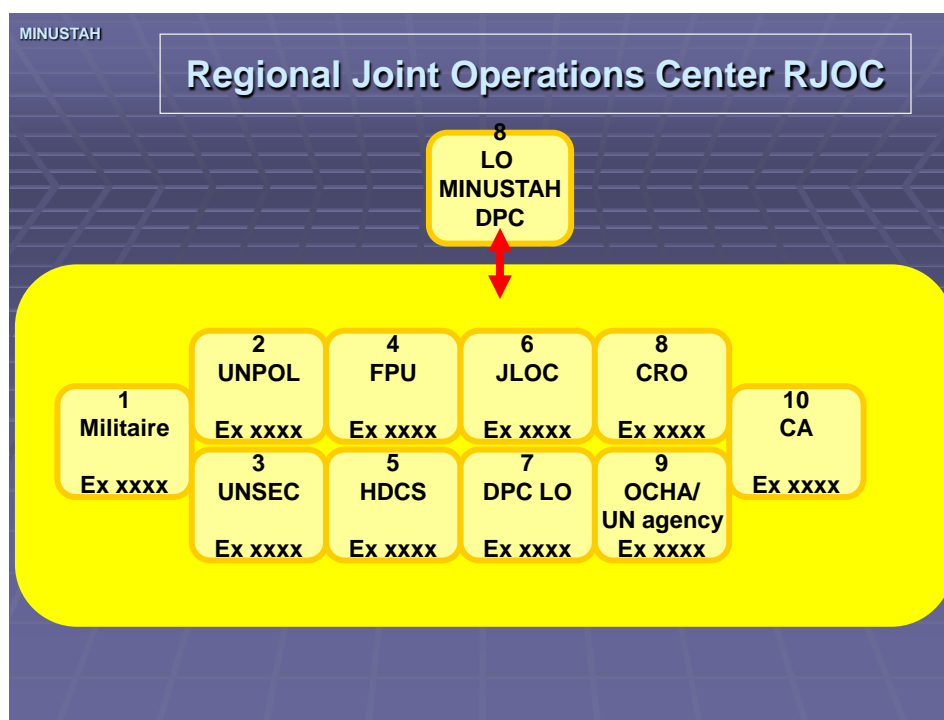 MINUSTAH
Regional Joint Operations Center RJOC
8
LO
MINUSTAH
DPC
1
Militaire
Ex xxxx
2
UNPOL
Ex xxxx
3
UNSEC
Ex xxxx
4
FPU
Ex xxxx
5
HDCS
Ex xxxx
6
JLOC
Ex xxxx
7
DPC LO
Ex xxxx
8
CRO
Ex xxxx
9
OCHA/
UN agency
Ex xxxx
10
CA
Ex xxxx